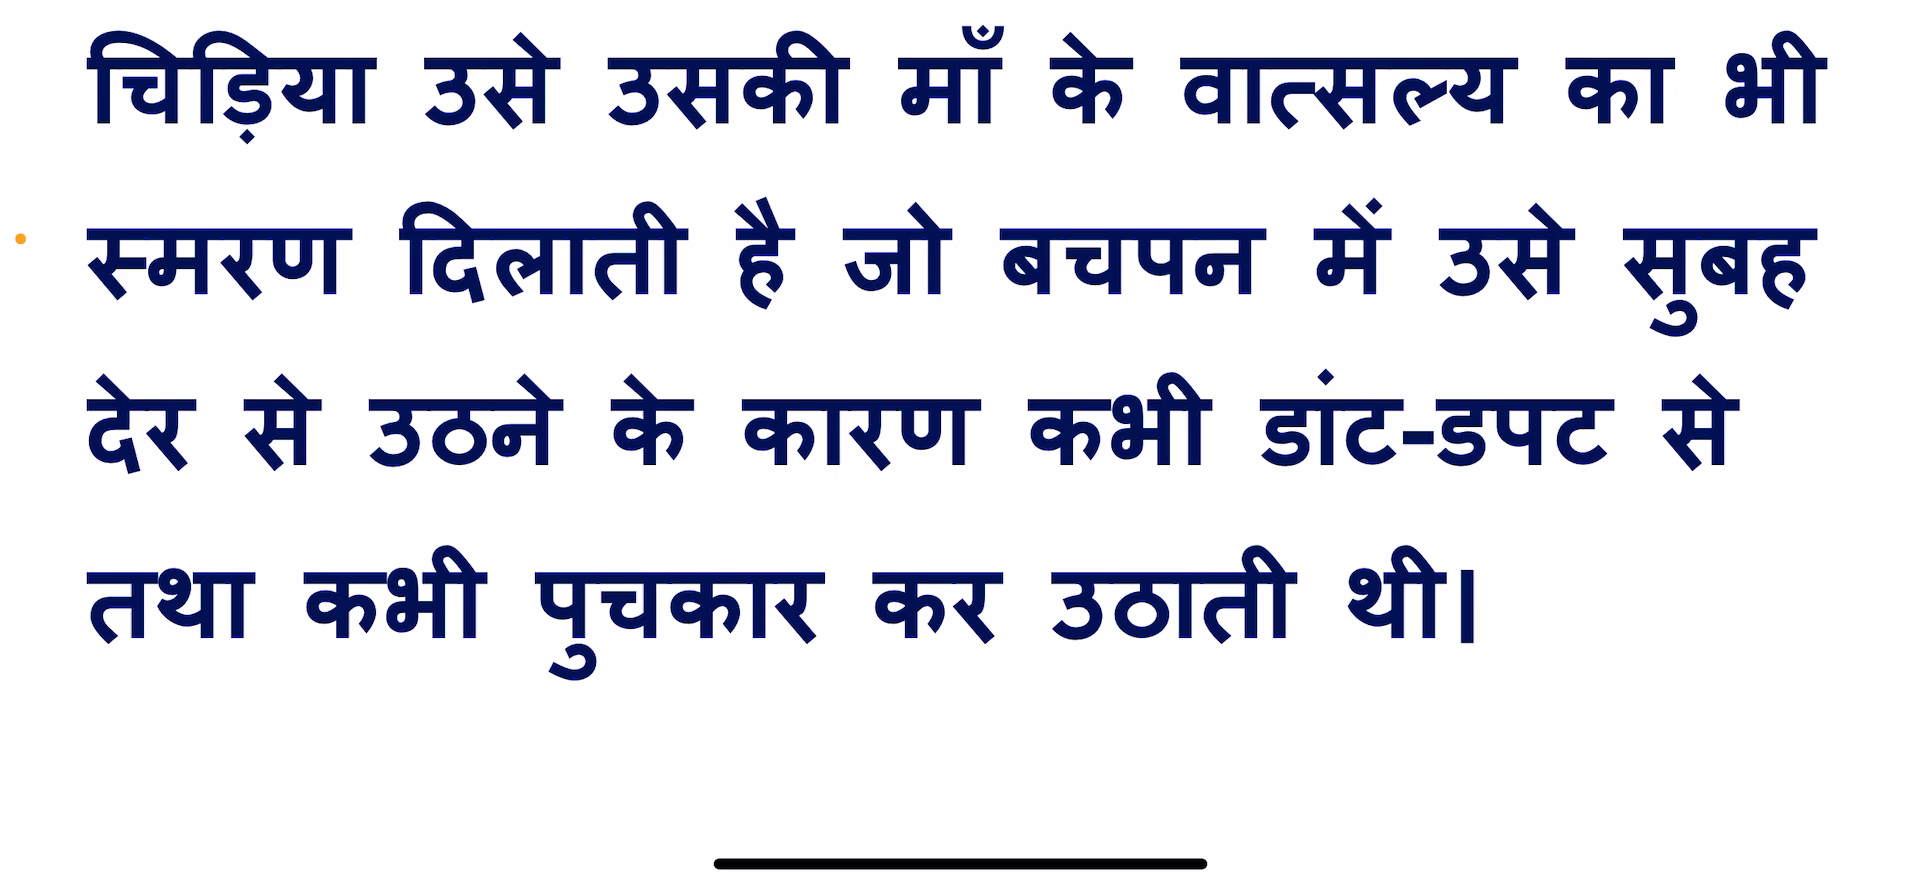 चिड़िया उसे उसकी माँ के वात्सल्य का भी
स्मरण दिलाती है जो बचपन में उसे सुबह
देर से उठने के कारण कभी डांट-डपट से
तथा कभी पुचकार कर उठाती थी।